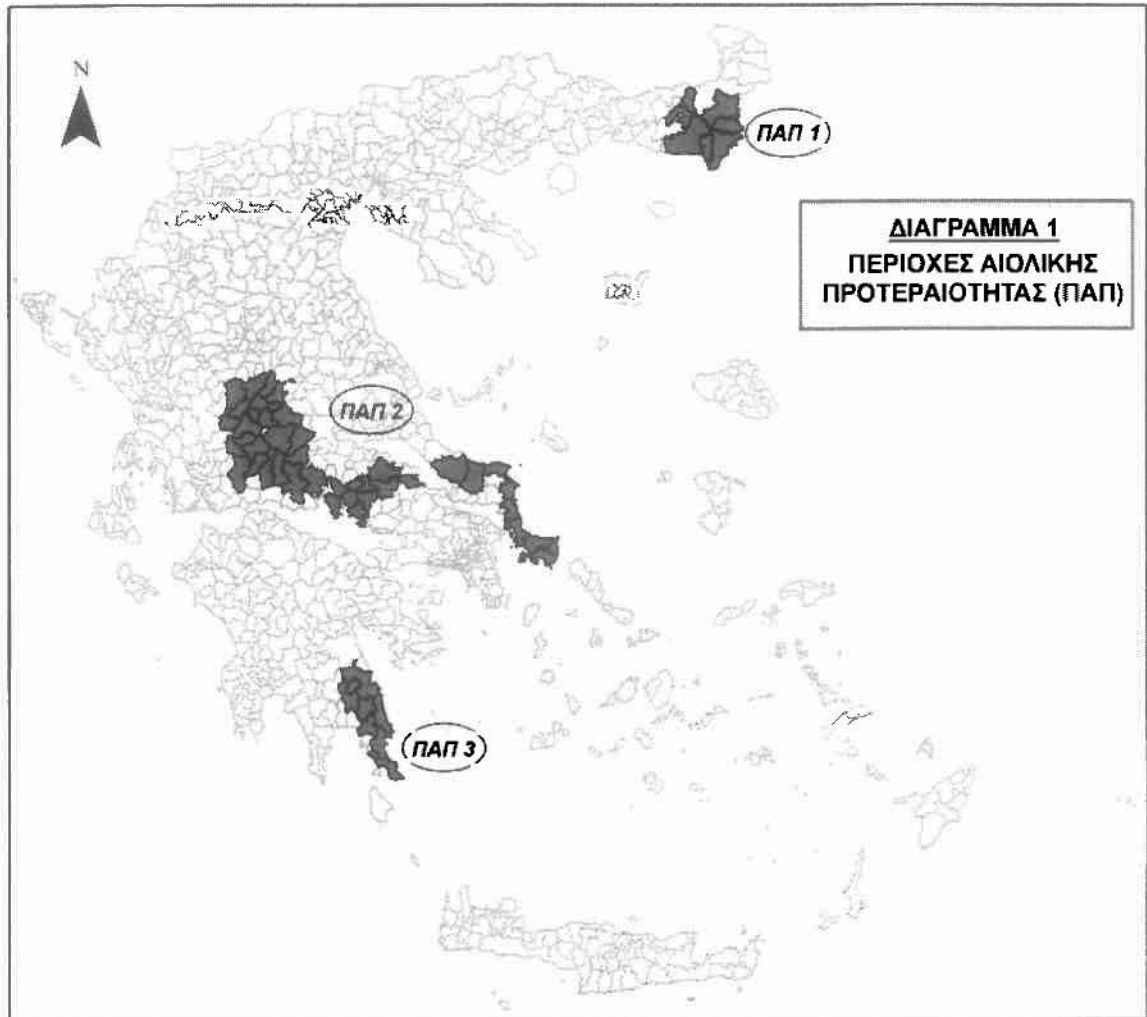 N
ΠΑΠ 1
ΔΙΑΓΡΑΜΜΑ 1
ΠΕΡΙΟΧΕΣ ΑΙΟΛΙΚΗΣ
ΠΡΟΤΕΡΑΙΟΤΗΤΑΣ (ΠΑΠ)
ΠΑΠ 2
ΠΑΠ 3